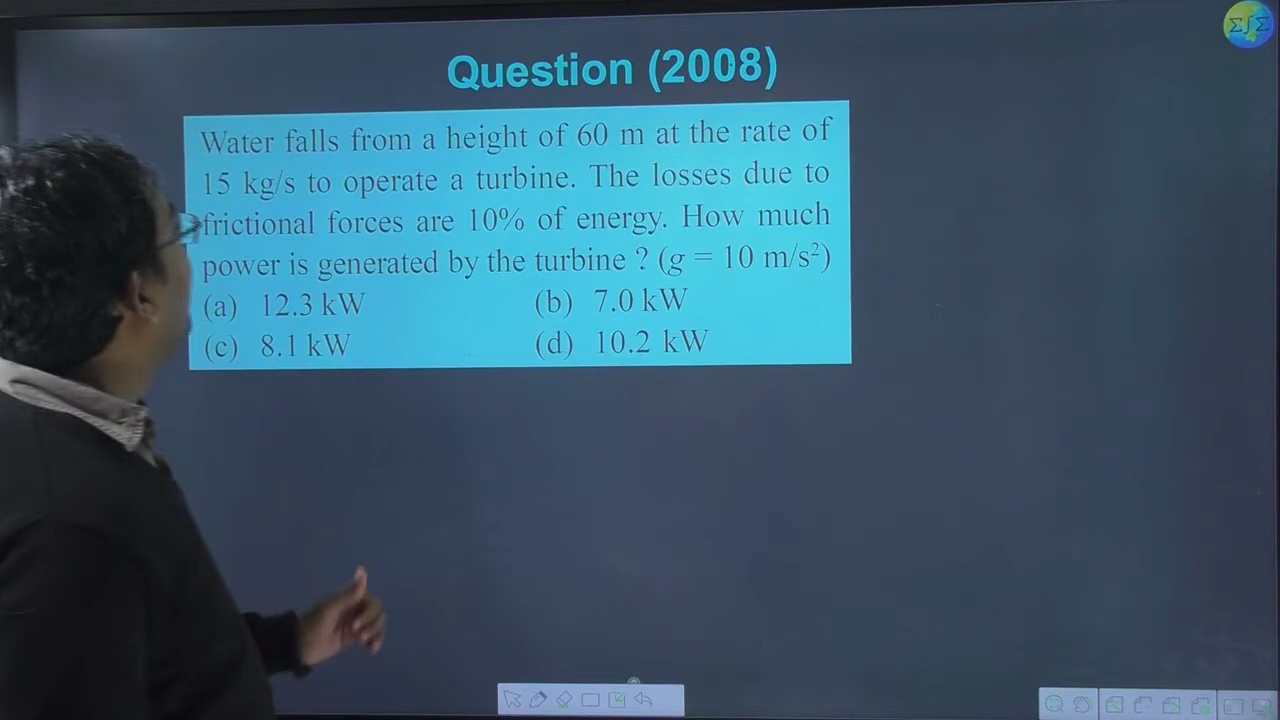 ΣʃΣ
Question (2008)
Water falls from a height of 60 m at the rate of
15 kg/s to operate a turbine. The losses due to
frictional forces are 10% of energy. How much
power is generated by the turbine ? (g = 10 m/s²)
(a) 12.3 kW (b) 7.0 kW
(c) 8.1 kW (d) 10.2 kW